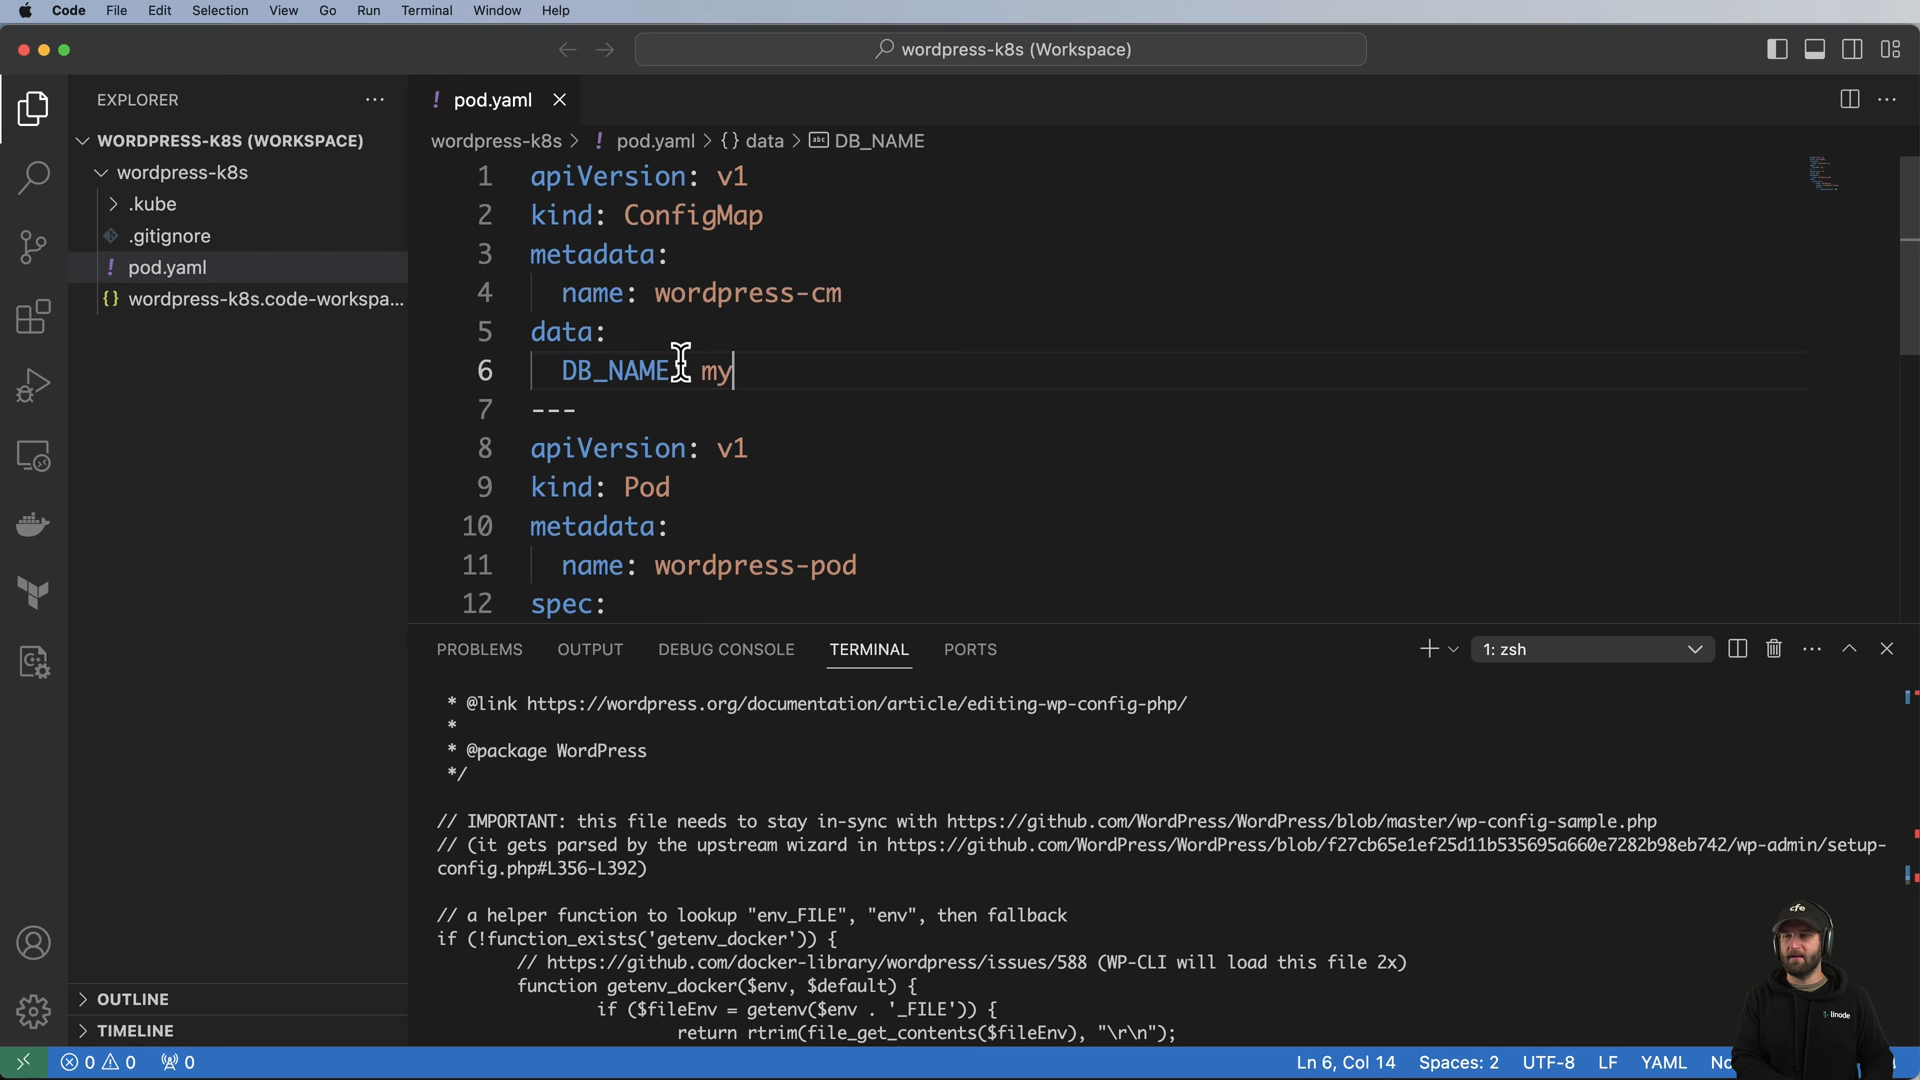 Code File Edit Selection View Go Run Terminal Window Help
wordpress-k8s (Workspace)
EXPLORER
WORDPRESS-K8S (WORKSPACE)
wordpress-k8s
.kube
.gitignore
! pod.yaml
{} wordpress-k8s.code-workspa...
OUTLINE
TIMELINE
! pod.yaml
wordpress-k8s > ! pod.yaml > {} data > abc DB_NAME
1 apiVersion: v1
2 kind: ConfigMap
3 metadata:
4 name: wordpress-cm
5 data:
6 DB_NAME my
7 ---
8 apiVersion: v1
9 kind: Pod
10 metadata:
11 name: wordpress-pod
12 spec:
PROBLEMS OUTPUT DEBUG CONSOLE TERMINAL PORTS
1: zsh
* @link https://wordpress.org/documentation/article/editing-wp-config-php/
*
* @package WordPress
*/
// IMPORTANT: this file needs to stay in-sync with https://github.com/WordPress/WordPress/blob/master/wp-config-sample.php
// (it gets parsed by the upstream wizard in https://github.com/WordPress/WordPress/blob/f27cb65e1ef25d11b535695a660e7282b98eb742/wp-admin/setup-
config.php#L356-L392)
// a helper function to lookup "env_FILE", "env", then fallback
if (!function_exists('getenv_docker')) {
// https://github.com/docker-library/wordpress/issues/588 (WP-CLI will load this file 2x)
function getenv_docker($env, $default) {
if ($fileEnv = getenv($env . '_FILE')) {
return rtrim(file_get_contents($fileEnv), "\r\n");
cfe
linode
0 0 0
Ln 6, Col 14 Spaces: 2 UTF-8 LF YAML